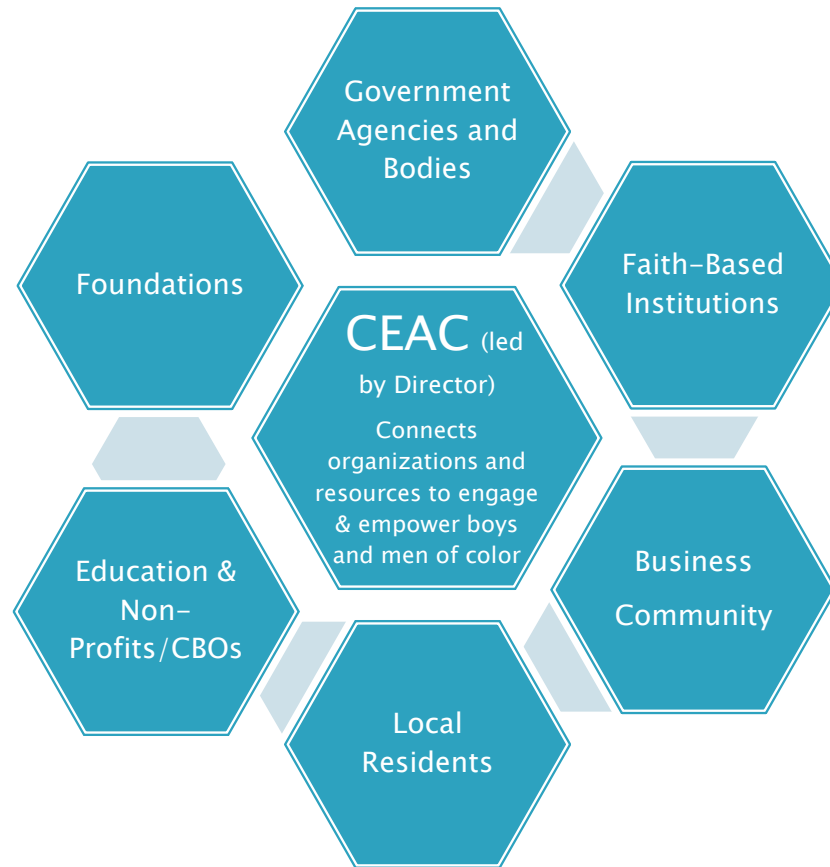 Government
Agencies and
Bodies
Faith-Based
Institutions
Foundations
CEAC (led
by Director)
Connects
organizations and
resources to engage
& empower boys
and men of color
Business
Community
Education &
Non-
Profits/CBOs
Local
Residents